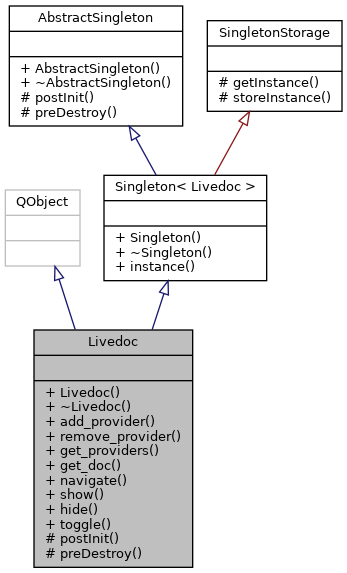 AbstractSingleton
+ AbstractSingleton()
+ ~AbstractSingleton()
# postInit()
# preDestroy()
SingletonStorage
# getInstance()
# storeInstance()
Singleton< Livedoc >
+ Singleton()
+ ~Singleton()
+ instance()
QObject
Livedoc
+ Livedoc()
+ ~Livedoc()
+ add_provider()
+ remove_provider()
+ get_providers()
+ get_doc()
+ navigate()
+ show()
+ hide()
+ toggle()
# postInit()
# preDestroy()